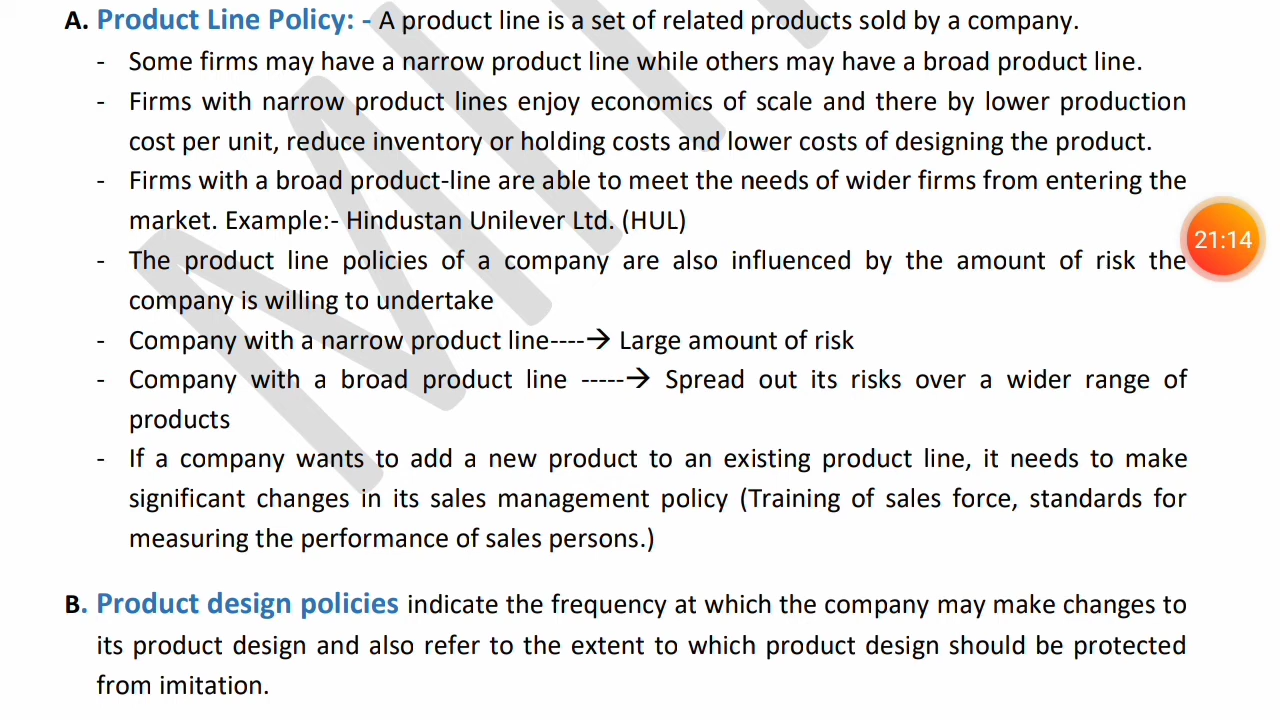 A. Product Line Policy: - A product line is a set of related products sold by a company.
- Some firms may have a narrow product line while others may have a broad product line.
- Firms with narrow product lines enjoy economics of scale and there by lower production
cost per unit, reduce inventory or holding costs and lower costs of designing the product.
- Firms with a broad product-line are able to meet the needs of wider firms from entering the
market. Example:- Hindustan Unilever Ltd. (HUL)
21:14
- The product line policies of a company are also influenced by the amount of risk the
company is willing to undertake
- Company with a narrow product line----→ Large amount of risk
- Company with a broad product line -----→ Spread out its risks over a wider range of
products
- If a company wants to add a new product to an existing product line, it needs to make
significant changes in its sales management policy (Training of sales force, standards for
measuring the performance of sales persons.)
B. Product design policies indicate the frequency at which the company may make changes to
its product design and also refer to the extent to which product design should be protected
from imitation.